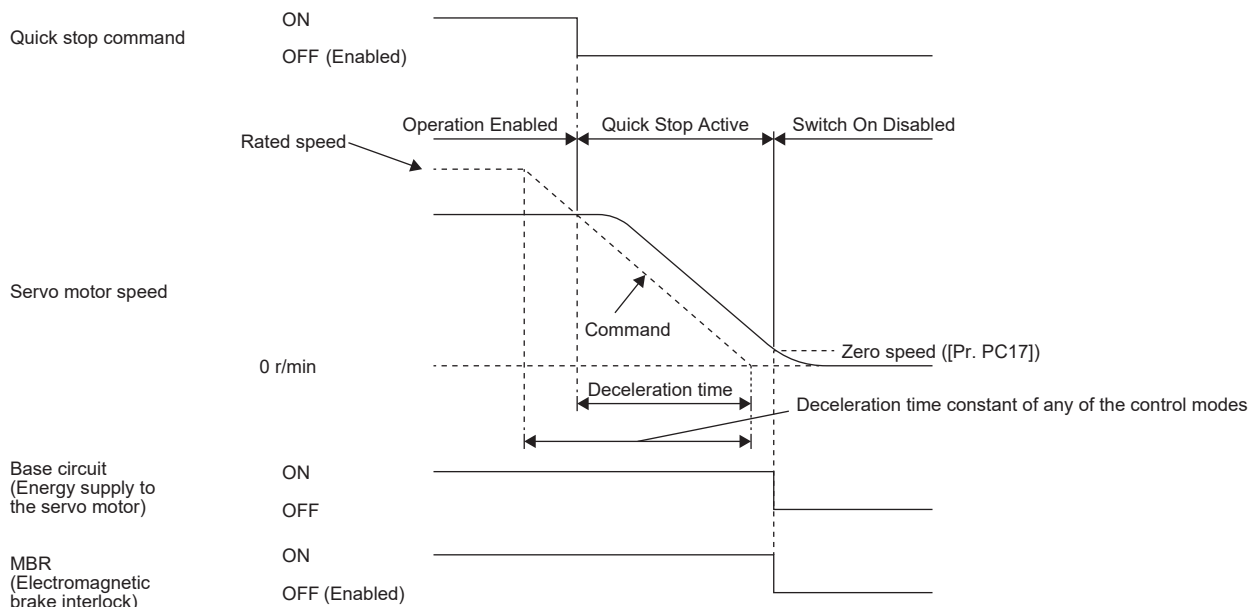 Quick stop command
ON
OFF (Enabled)
Operation Enabled
Quick Stop Active
Switch On Disabled
Rated speed
Servo motor speed
Command
Zero speed ([Pr. PC17])
0 r/min
Deceleration time
Deceleration time constant of any of the control modes
Base circuit
(Energy supply to
the servo motor)
ON
OFF
MBR
(Electromagnetic
brake interlock)
ON
OFF (Enabled)